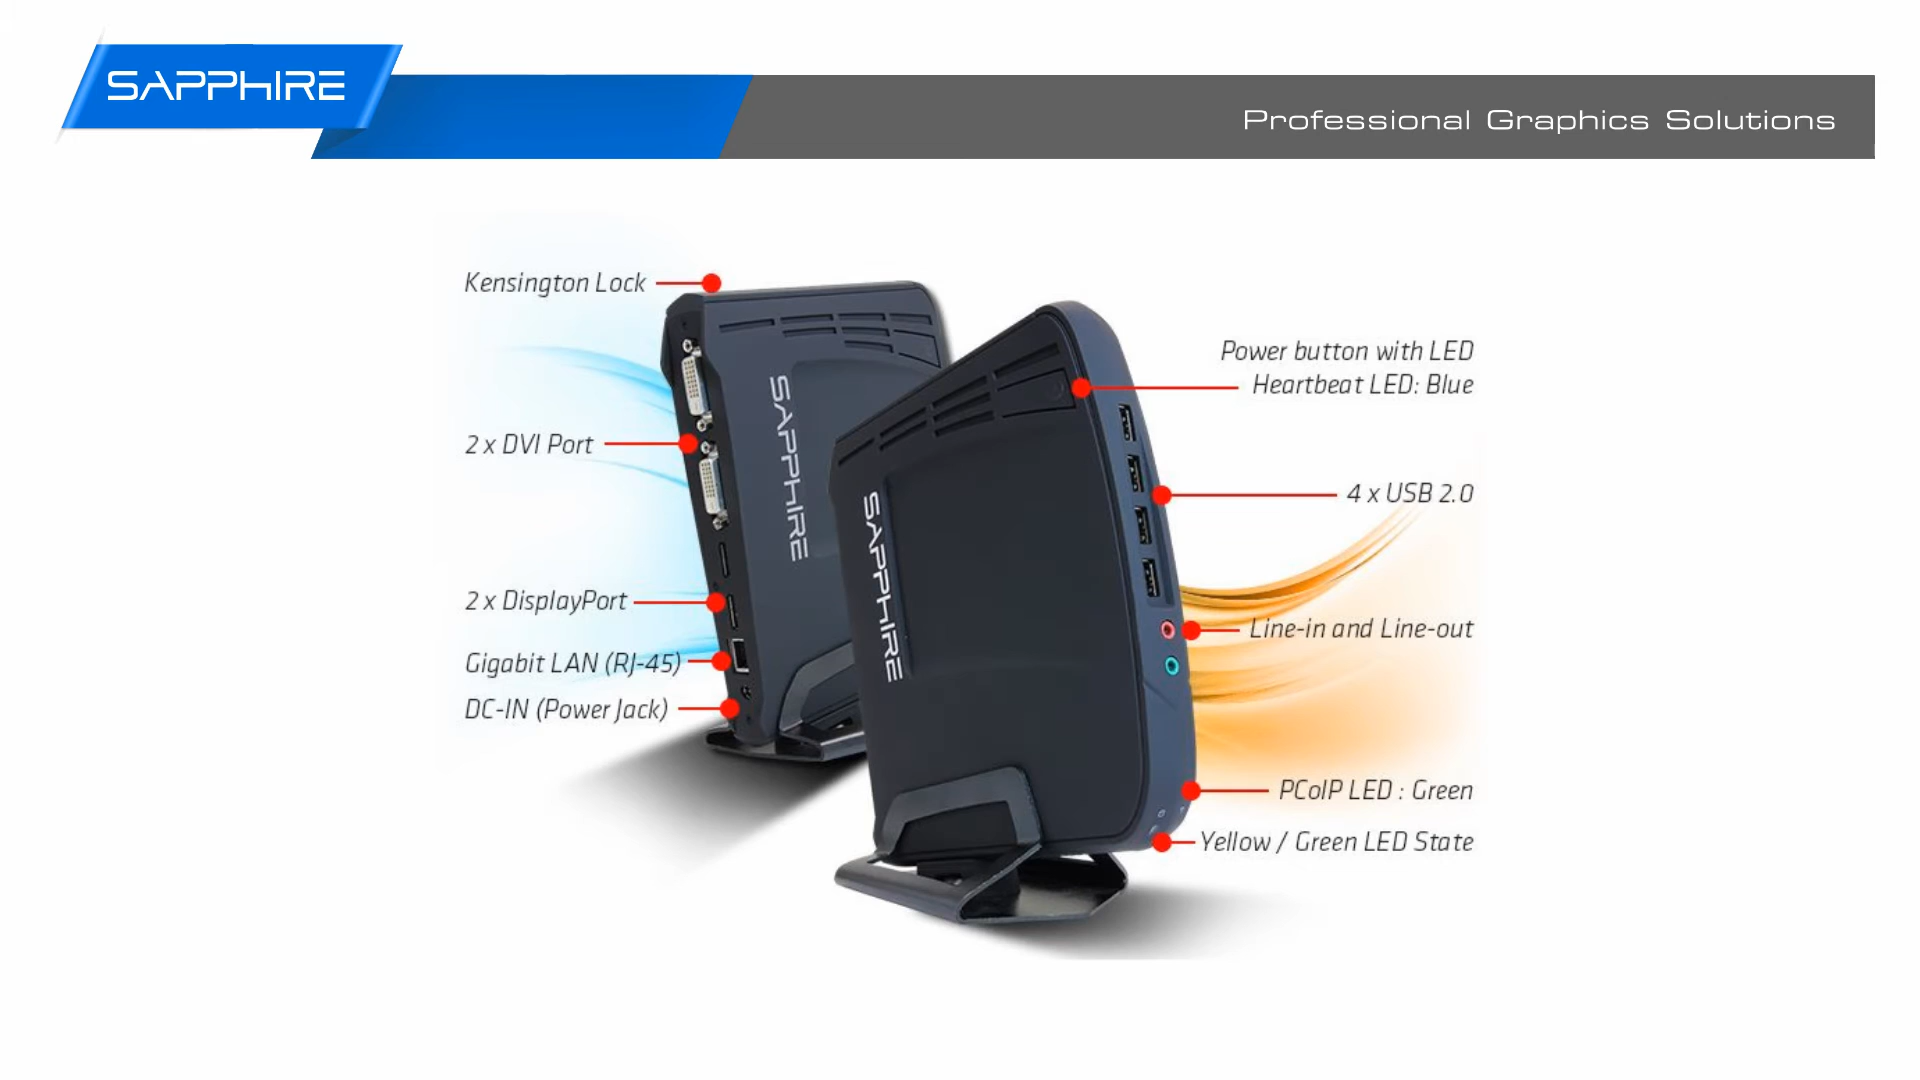 SAPPHIRE
Professional Graphics Solutions
Kensington Lock
2 x DVI Port
2 x DisplayPort
Gigabit LAN (RJ-45)
DC-IN (Power Jack)
SAPPHIRE
SAPPHIRE
Power button with LED
Heartbeat LED: Blue
4 x USB 2.0
Line-in and Line-out
PCoIP LED : Green
Yellow / Green LED State